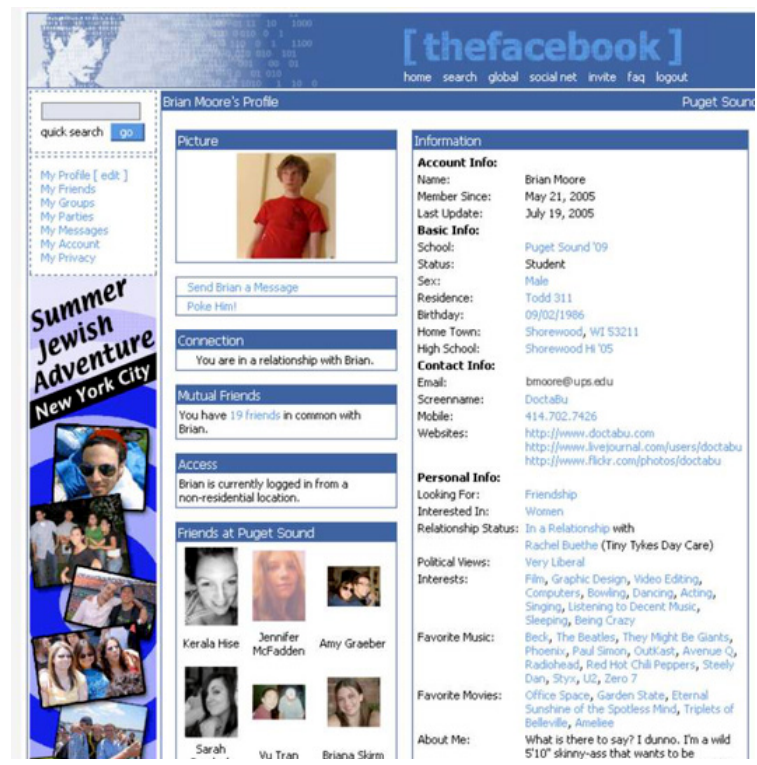 [ thefacebook ]
home search global social net invite faq logout
quick search go
My Profile [ edit ]
My Friends
My Groups
My Parties
My Messages
My Account
My Privacy
Summer
Jewish
Adventure
New York City
Brian Moore's Profile Puget Sound
Picture
Send Brian a Message
Poke Him!
Connection
You are in a relationship with Brian.
Mutual Friends
You have 19 friends in common with
Brian.
Access
Brian is currently logged in from a
non-residential location.
Friends at Puget Sound
Kerala Hise
Jennifer
McFadden
Amy Graeber
Sarah
Vu Tran
Briana Skirm
Information
Account Info:
Name: Brian Moore
Member Since: May 21, 2005
Last Update: July 19, 2005
Basic Info:
School: Puget Sound '09
Status: Student
Sex: Male
Residence: Todd 311
Birthday: 09/02/1986
Home Town: Shorewood, WI 53211
High School: Shorewood Hi '05
Contact Info:
Email: bmoore@ups.edu
Screenname: DoctaBu
Mobile: 414.702.7426
Websites: http://www.doctabu.com
http://www.livejournal.com/users/doctabu
http://www.flickr.com/photos/doctabu
Personal Info:
Looking For: Friendship
Interested In: Women
Relationship Status: In a Relationship with
Rachel Buethe (Tiny Tykes Day Care)
Political Views: Very Liberal
Interests: Film, Graphic Design, Video Editing,
Computers, Bowling, Dancing, Acting,
Singing, Listening to Decent Music,
Sleeping, Being Crazy
Favorite Music: Beck, The Beatles, They Might Be Giants,
Phoenix, Paul Simon, OutKast, Avenue Q,
Radiohead, Red Hot Chili Peppers, Steely
Dan, Styx, U2, Zero 7
Favorite Movies: Office Space, Garden State, Eternal
Sunshine of the Spotless Mind, Triplets of
Belleville, Ameliee
About Me: What is there to say? I dunno. I'm a wild
5'10" skinny-ass that wants to be